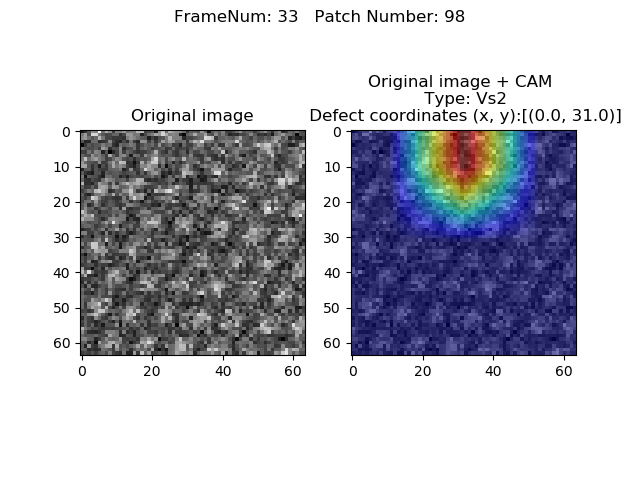 FrameNum: 33   Patch Number: 98
Original image
Original image + CAM
Type: Vs2
Defect coordinates (x, y):[(0.0, 31.0)]
0
10
20
30
40
50
60
0 20 40 60
0
10
20
30
40
50
60
0 20 40 60